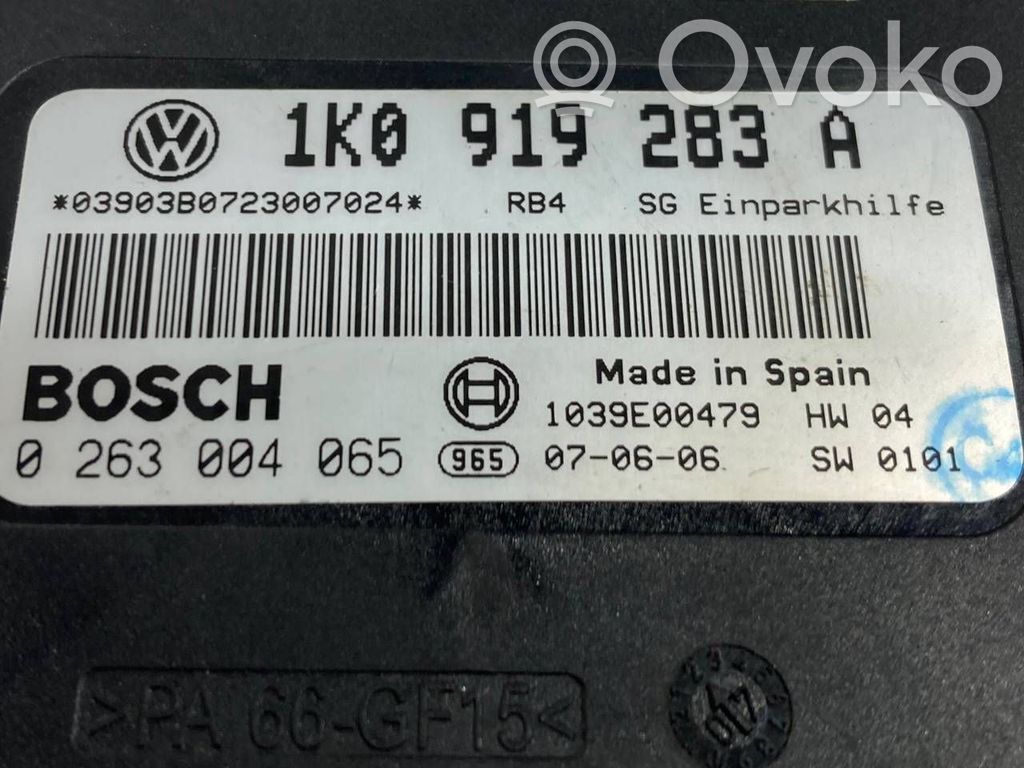 Ovoko
1K0 919 283 A
*03903B0723007024* RB4 SG Einparkhilfe
BOSCH Made in Spain
1039E00479 HW 04
0 263 004 065 965 07-06-06 SW 0101
>PA 66-GF15<